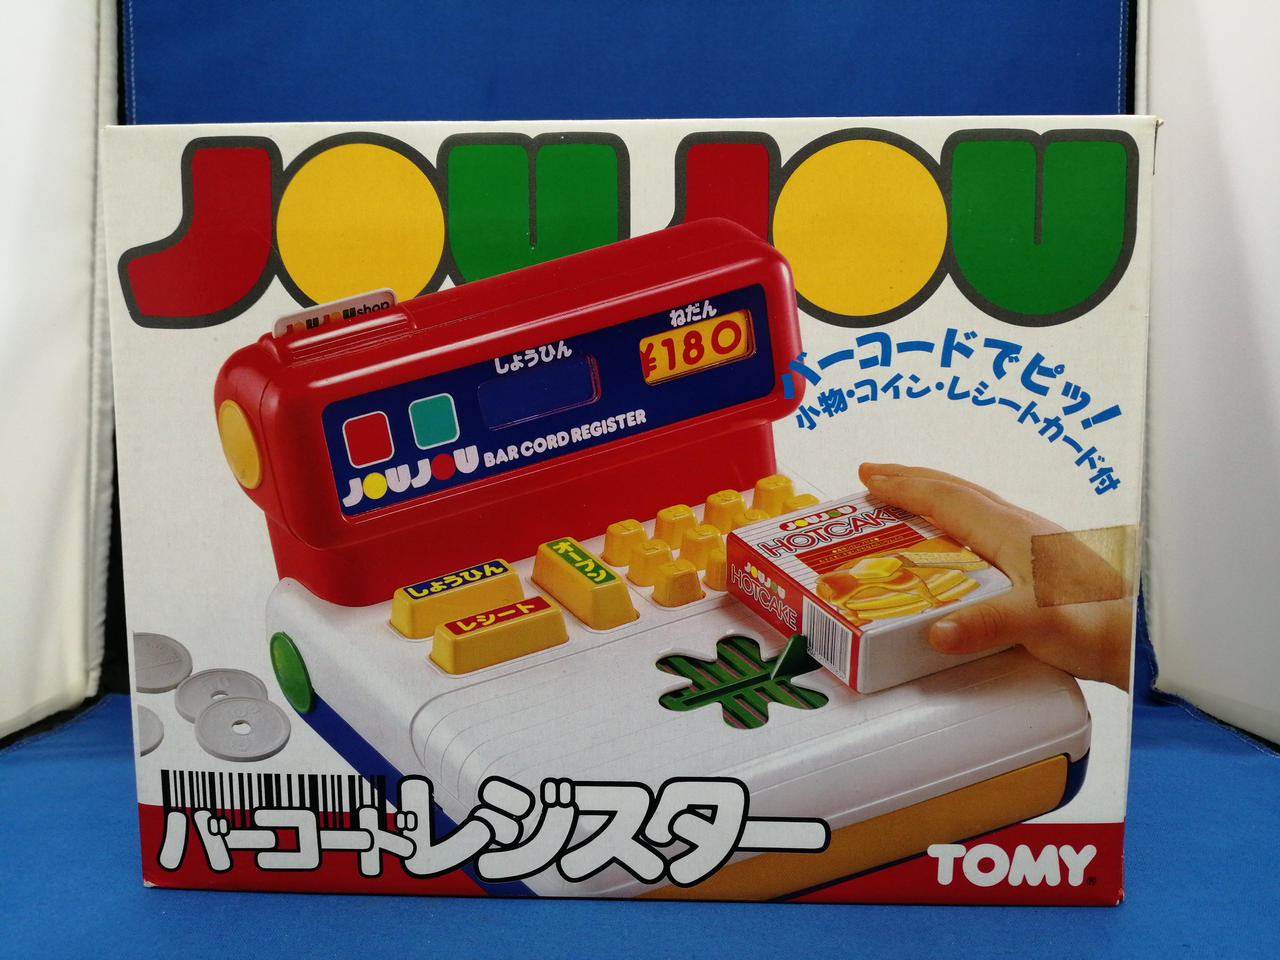 JOUJOU
JOUJOU shop
ねだん
¥180
しょうひん
JOUJOU BAR CORD REGISTER
バーコードでピッ!
小物・コイン・レシートカード付
しょうひん
オープン
レシート
JOUJOU
HOTCAKE
JOUJOU
HOTCAKE
バーコードレジスター
TOMY®